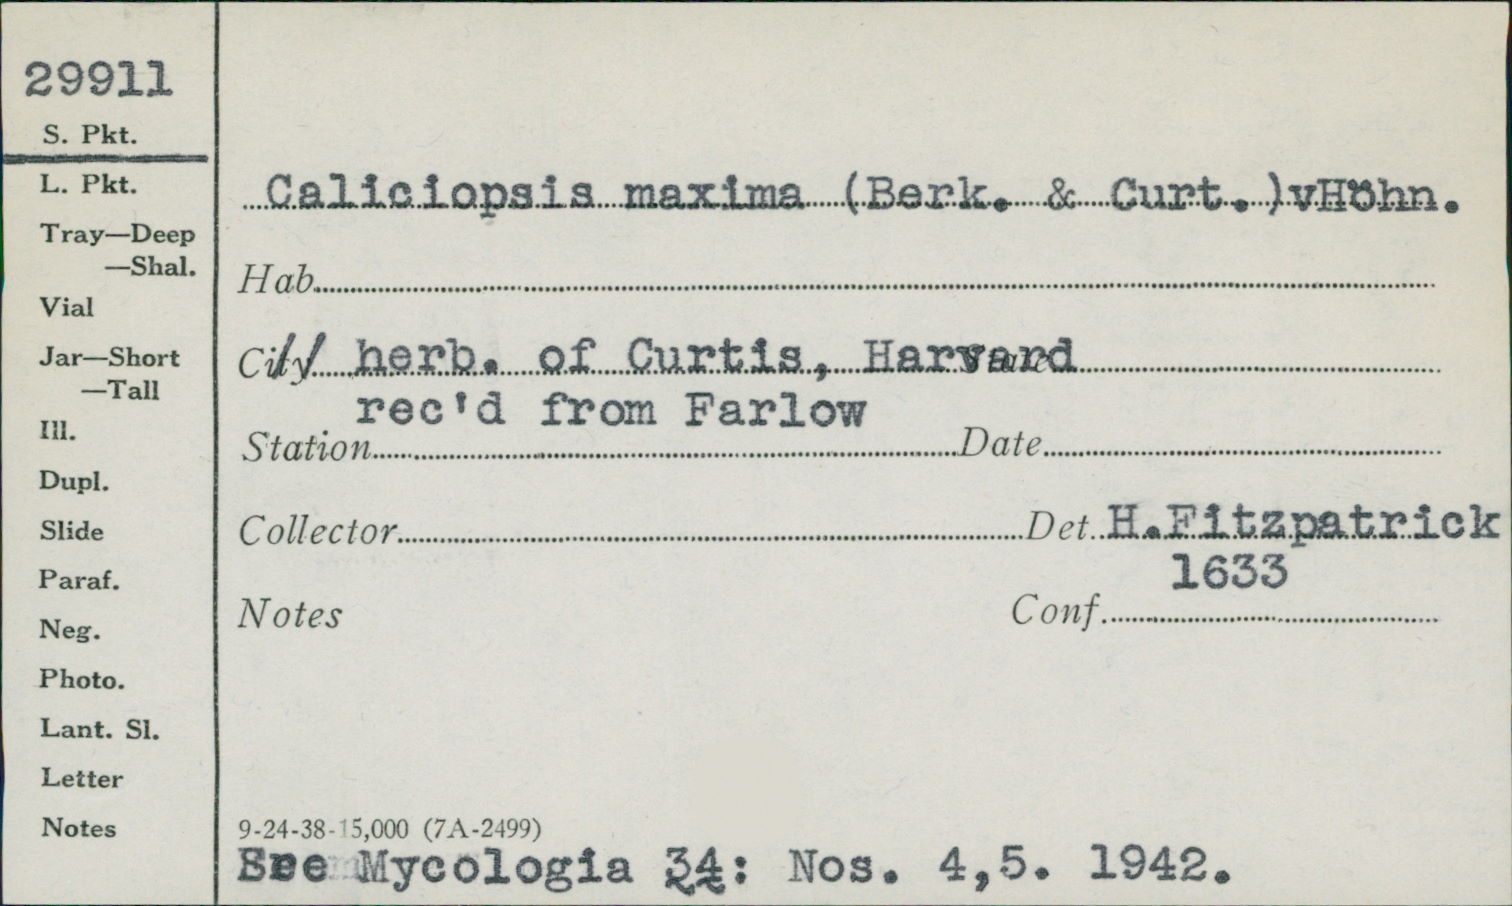 29911
S. Pkt.
L. Pkt.
Tray—Deep
—Shal.
Vial
Jar—Short
—Tall
Ill.
Dupl.
Slide
Paraf.
Neg.
Photo.
Lant. Sl.
Letter
Notes
Caliciopsis maxima (Berk. & Curt.)vHöhn.
Hab.
City // herb. of Curtis, Harvard
rec'd from Farlow
Station Date
Collector Det. H.Fitzpatrick
1633
Notes Conf.
9-24-38-15,000 (7A-2499)
See Mycologia 34: Nos. 4,5. 1942.